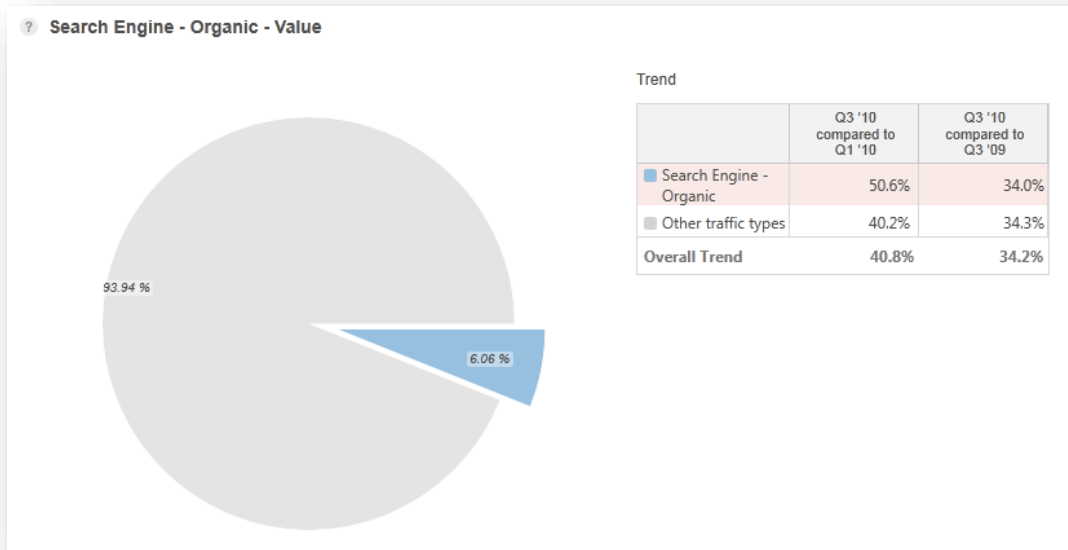 ? Search Engine - Organic - Value
Trend
Q3 '10 compared to Q1 '10
Q3 '10 compared to Q3 '09
Search Engine - Organic 50.6% 34.0%
Other traffic types 40.2% 34.3%
Overall Trend 40.8% 34.2%
93.94 %
6.06 %